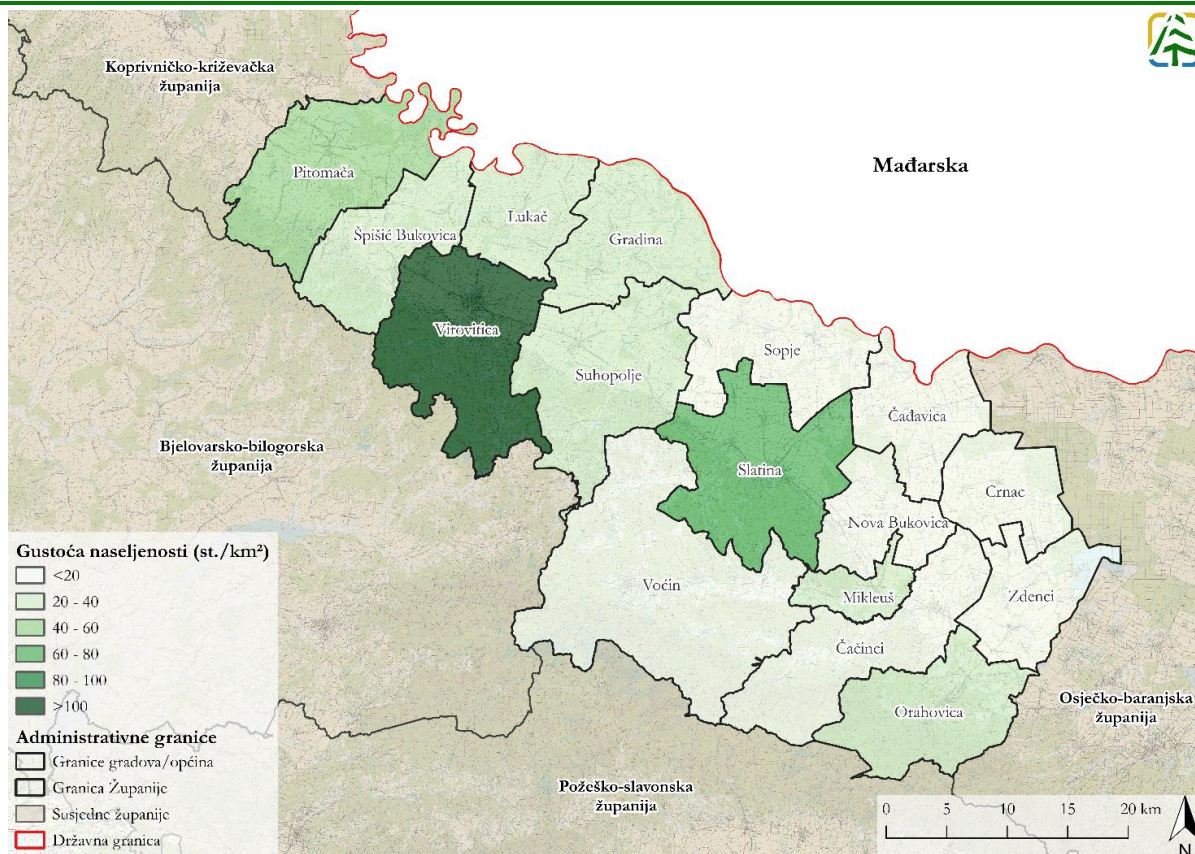 Koprivničko-križevačka
županija
Mađarska
Pitomača
Lukač
Špišić Bukovica
Gradina
Virovitica
Sopje
Suhopolje
Čađavica
Bjelovarsko-bilogorska
županija
Slatina
Crnac
Nova Bukovica
Voćin
Mikleuš
Zdenci
Čačinci
Orahovica
Osječko-baranjska
županija
Požeško-slavonska
županija
Gustoća naseljenosti (st./km²)
<20
20 - 40
40 - 60
60 - 80
80 - 100
>100
Administrativne granice
Granice gradova/općina
Granica Županije
Susjedne županije
Državna granica
0 5 10 15 20 km
N